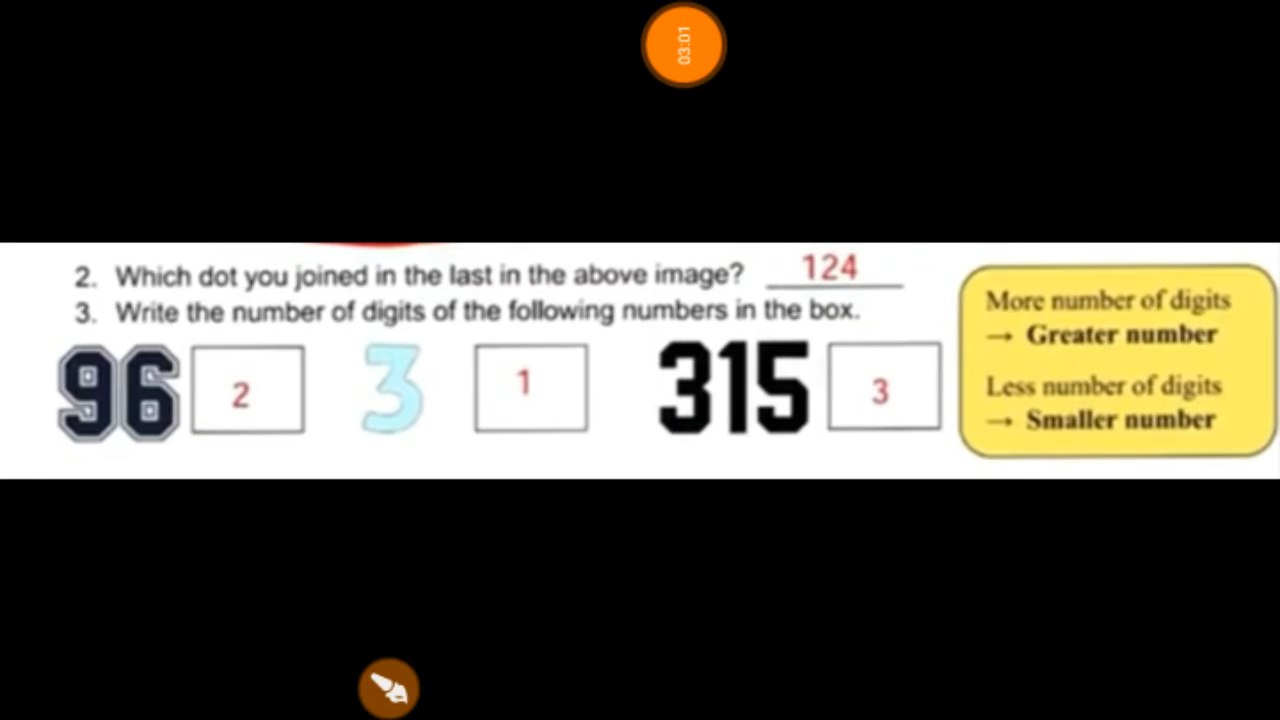 03:01
2. Which dot you joined in the last in the above image? 124
3. Write the number of digits of the following numbers in the box.
96 2 3 1 315 3
More number of digits
→ Greater number
Less number of digits
→ Smaller number